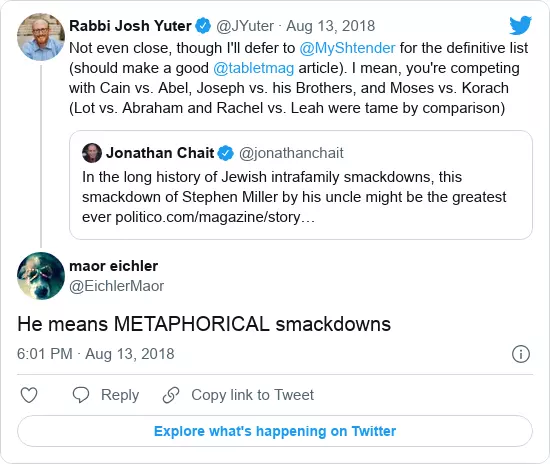 Rabbi Josh Yuter @JYuter · Aug 13, 2018
Not even close, though I'll defer to @MyShtender for the definitive list
(should make a good @tabletmag article). I mean, you're competing
with Cain vs. Abel, Joseph vs. his Brothers, and Moses vs. Korach
(Lot vs. Abraham and Rachel vs. Leah were tame by comparison)
Jonathan Chait @jonathanchait
In the long history of Jewish intrafamily smackdowns, this
smackdown of Stephen Miller by his uncle might be the greatest
ever politico.com/magazine/story…
maor eichler
@EichlerMaor
He means METAPHORICAL smackdowns
6:01 PM · Aug 13, 2018
Reply Copy link to Tweet
Explore what's happening on Twitter